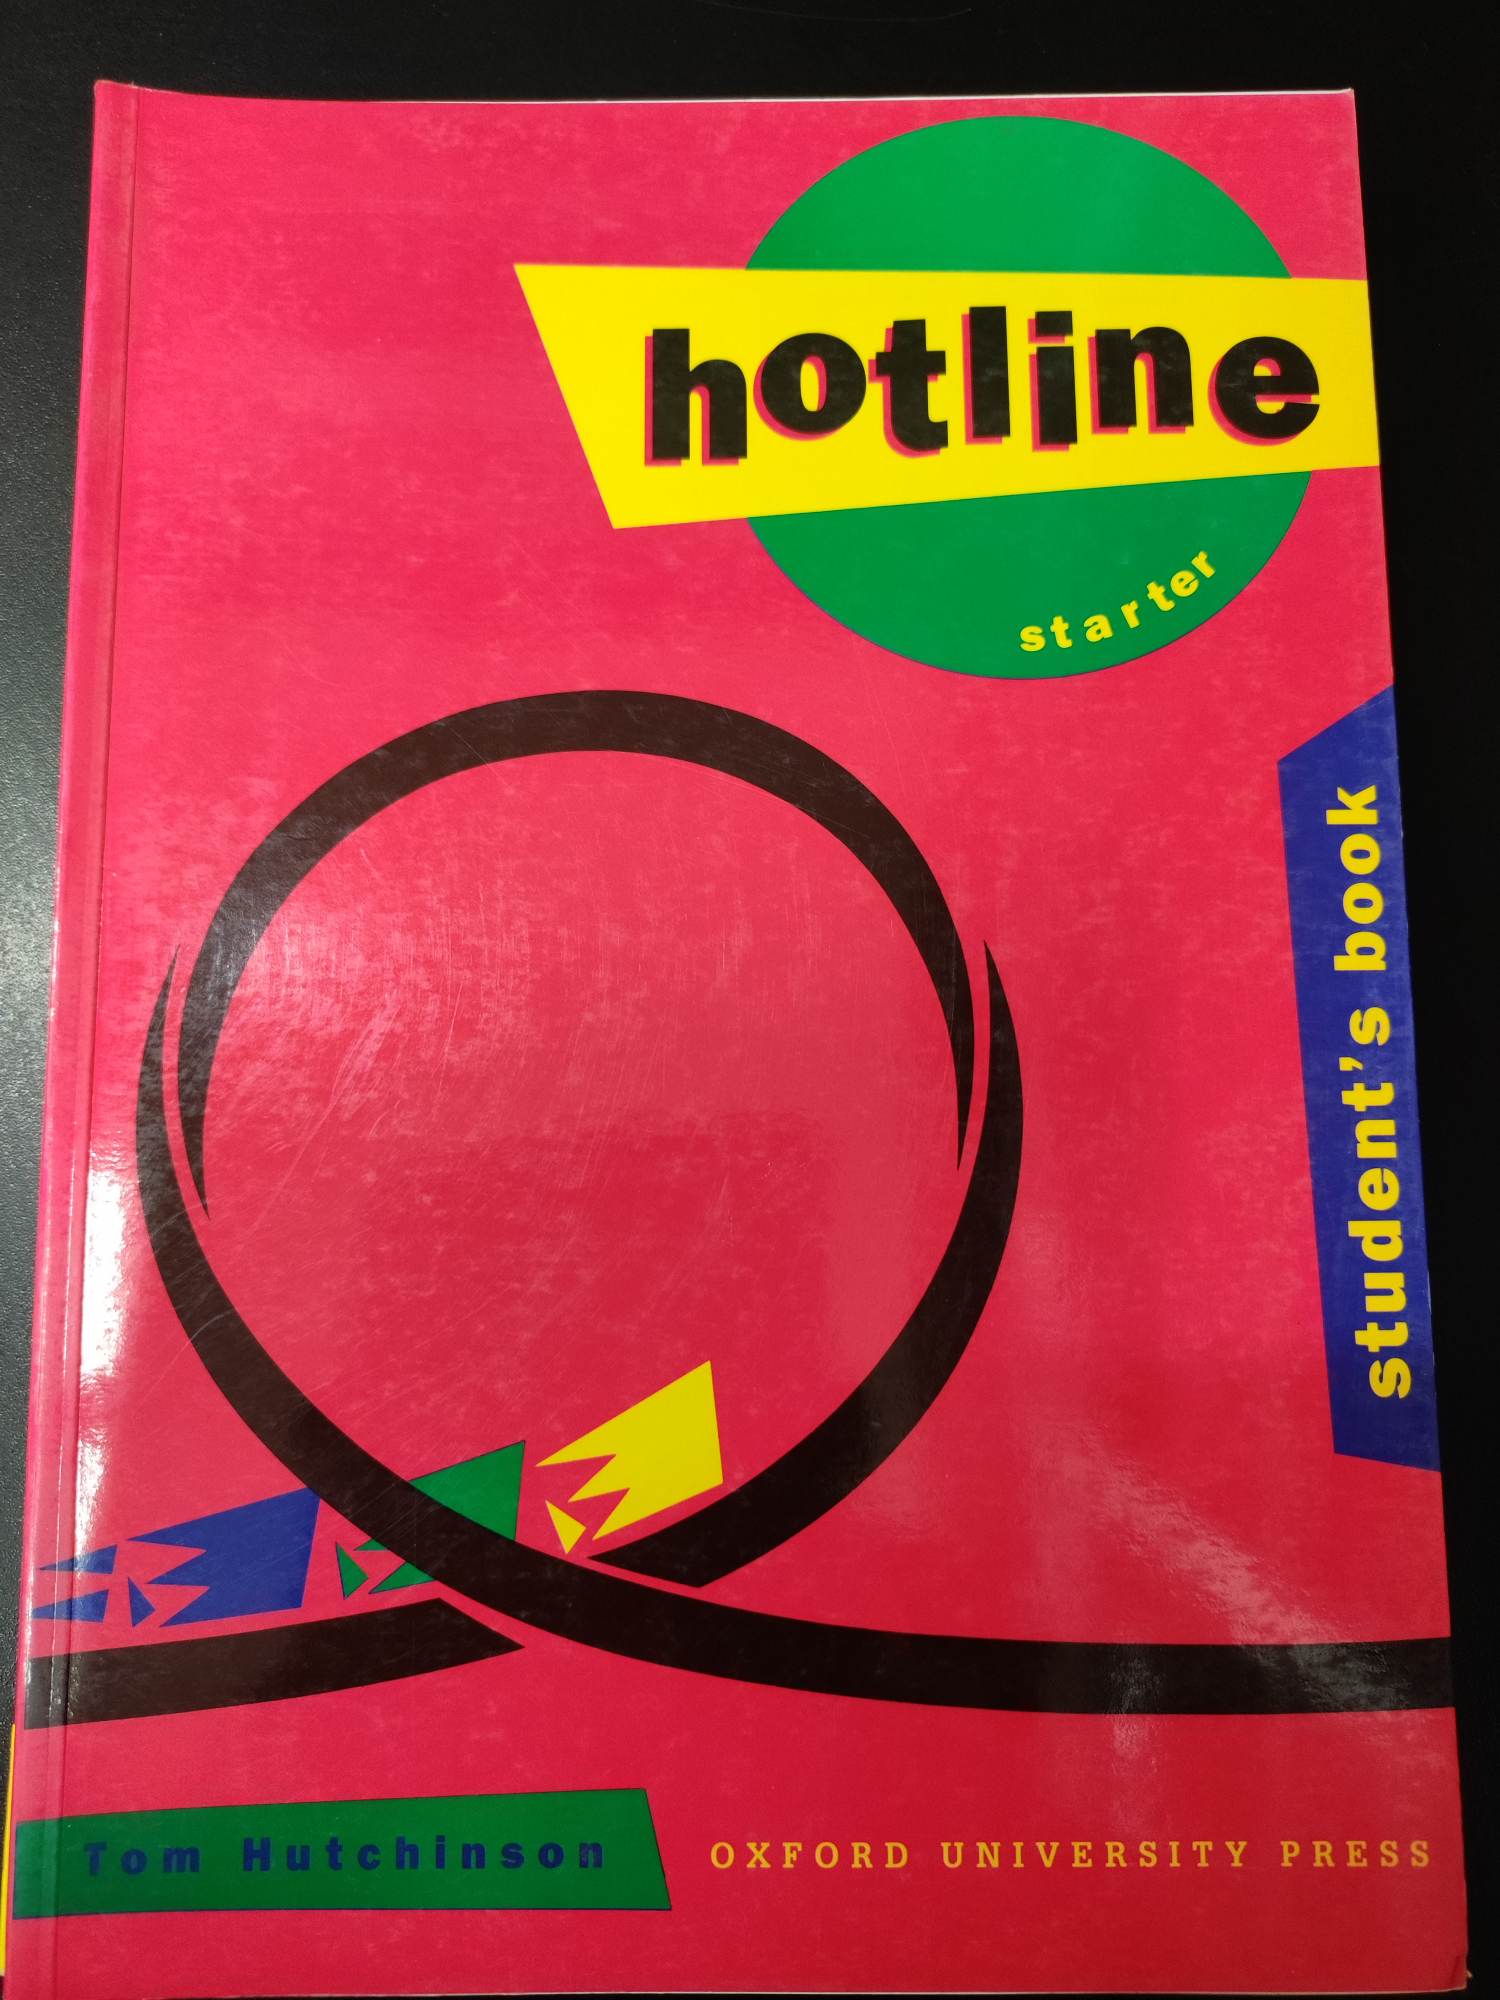 hotline
starter
student's book
Tom Hutchinson
OXFORD UNIVERSITY PRESS